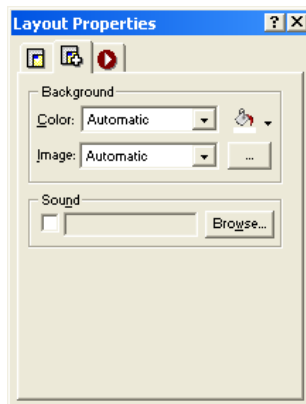 Layout Properties
Background
Color: Automatic
Image: Automatic ...
Sound
Browse...